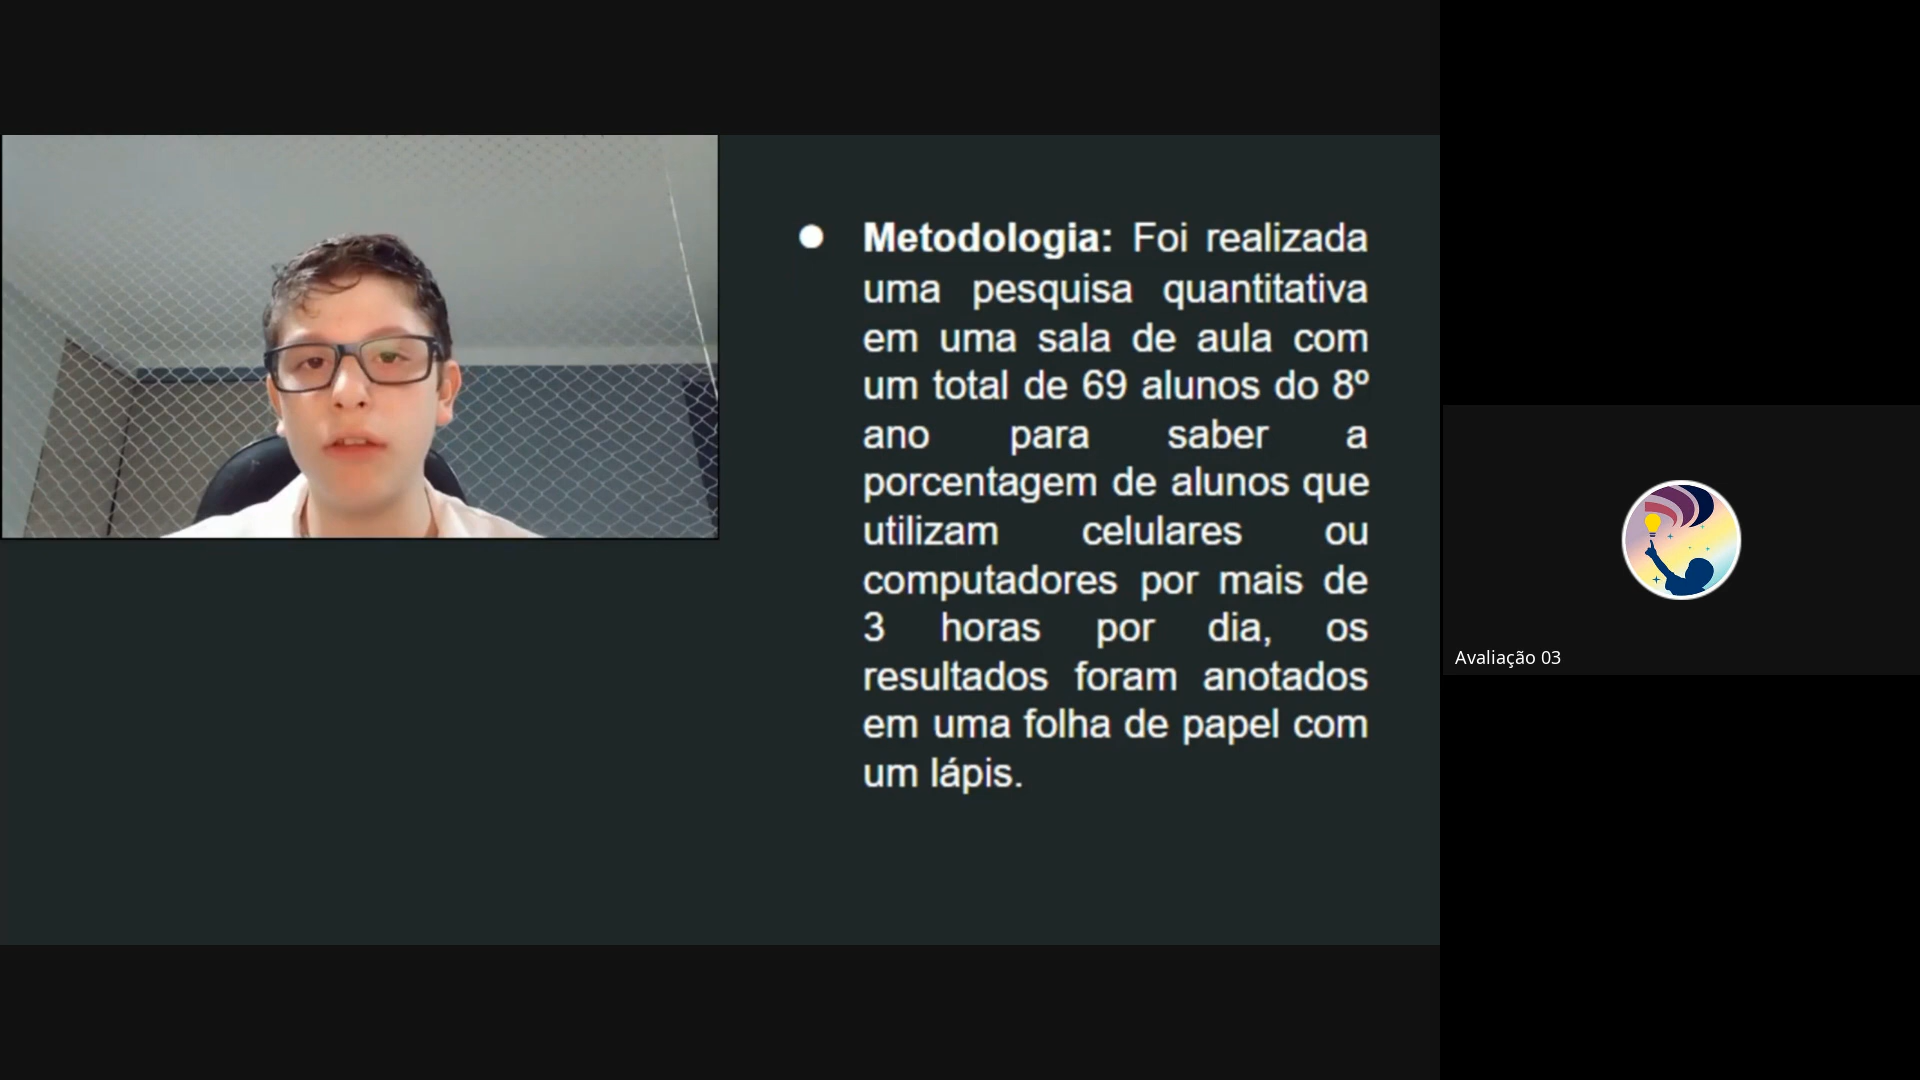 Metodologia: Foi realizada
uma pesquisa quantitativa
em uma sala de aula com
um total de 69 alunos do 8º
ano para saber a
porcentagem de alunos que
utilizam celulares ou
computadores por mais de
3 horas por dia, os
resultados foram anotados
em uma folha de papel com
um lápis.
Avaliação 03